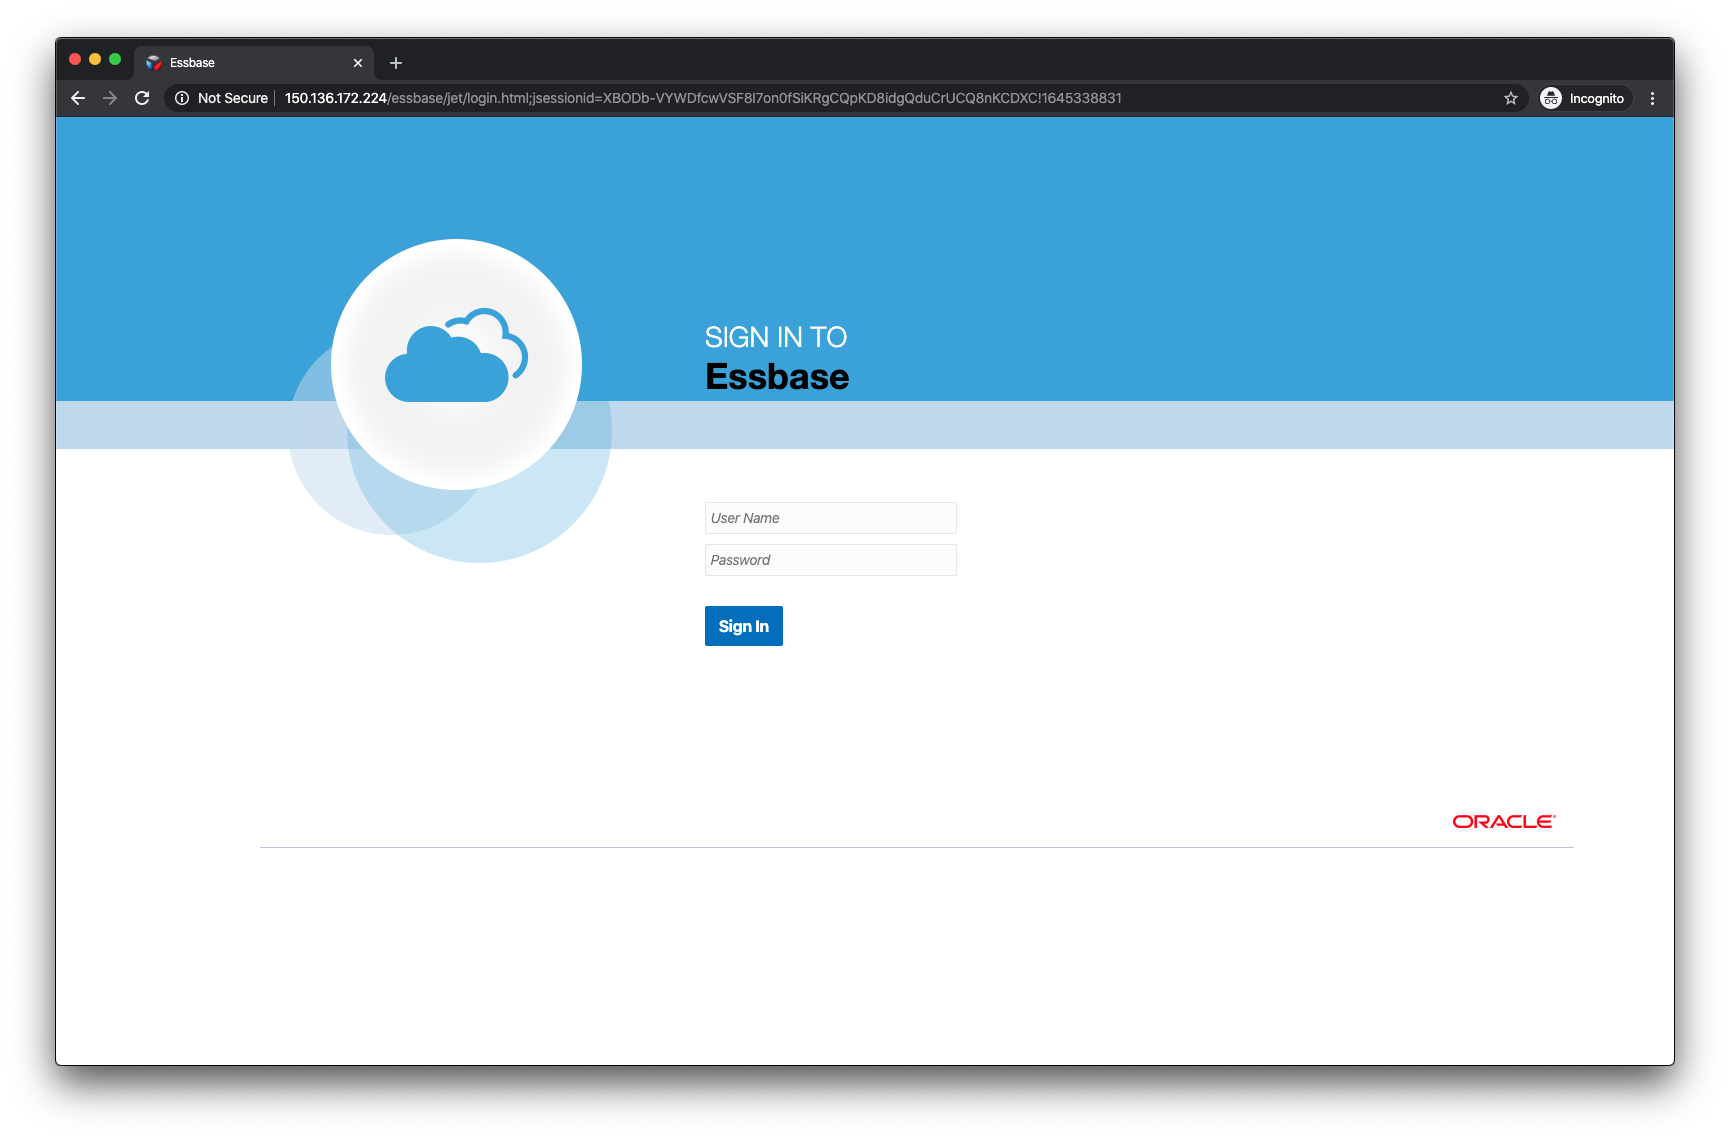 Essbase
Not Secure 150.136.172.224/essbase/jet/login.html;jsessionid=XBODb-VYWDfcwVSF8l7on0fSiKRgCQpKD8idgQduCrUCQ8nKCDXC!1645338831 Incognito
SIGN IN TO
Essbase
User Name
Password
Sign In
ORACLE